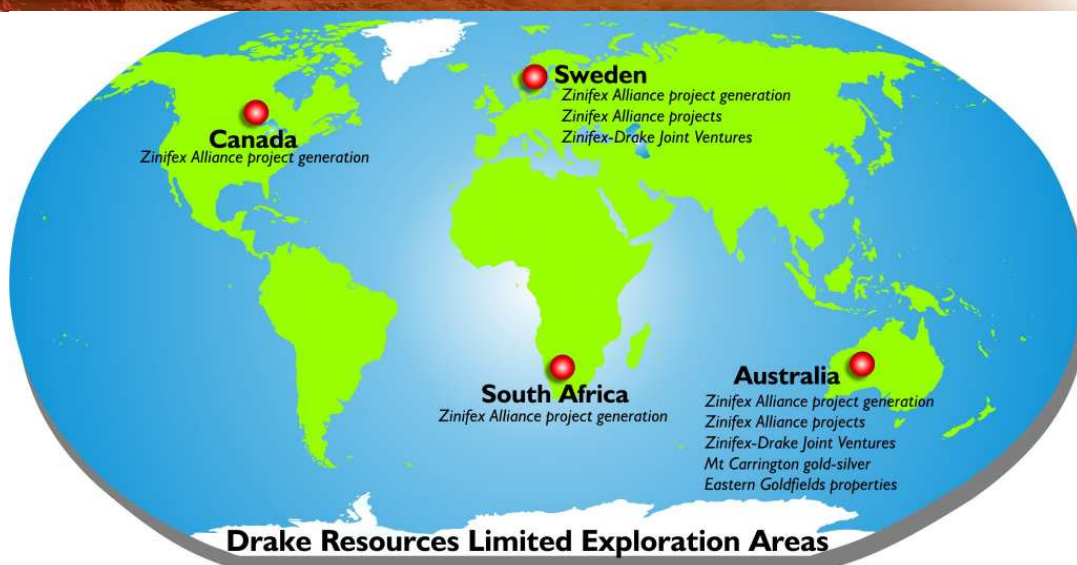 Sweden
Zinifex Alliance project generation
Zinifex Alliance projects
Zinifex-Drake Joint Ventures
Canada
Zinifex Alliance project generation
South Africa
Zinifex Alliance project generation
Australia
Zinifex Alliance project generation
Zinifex Alliance projects
Zinifex-Drake Joint Ventures
Mt Carrington gold-silver
Eastern Goldfields properties
Drake Resources Limited Exploration Areas